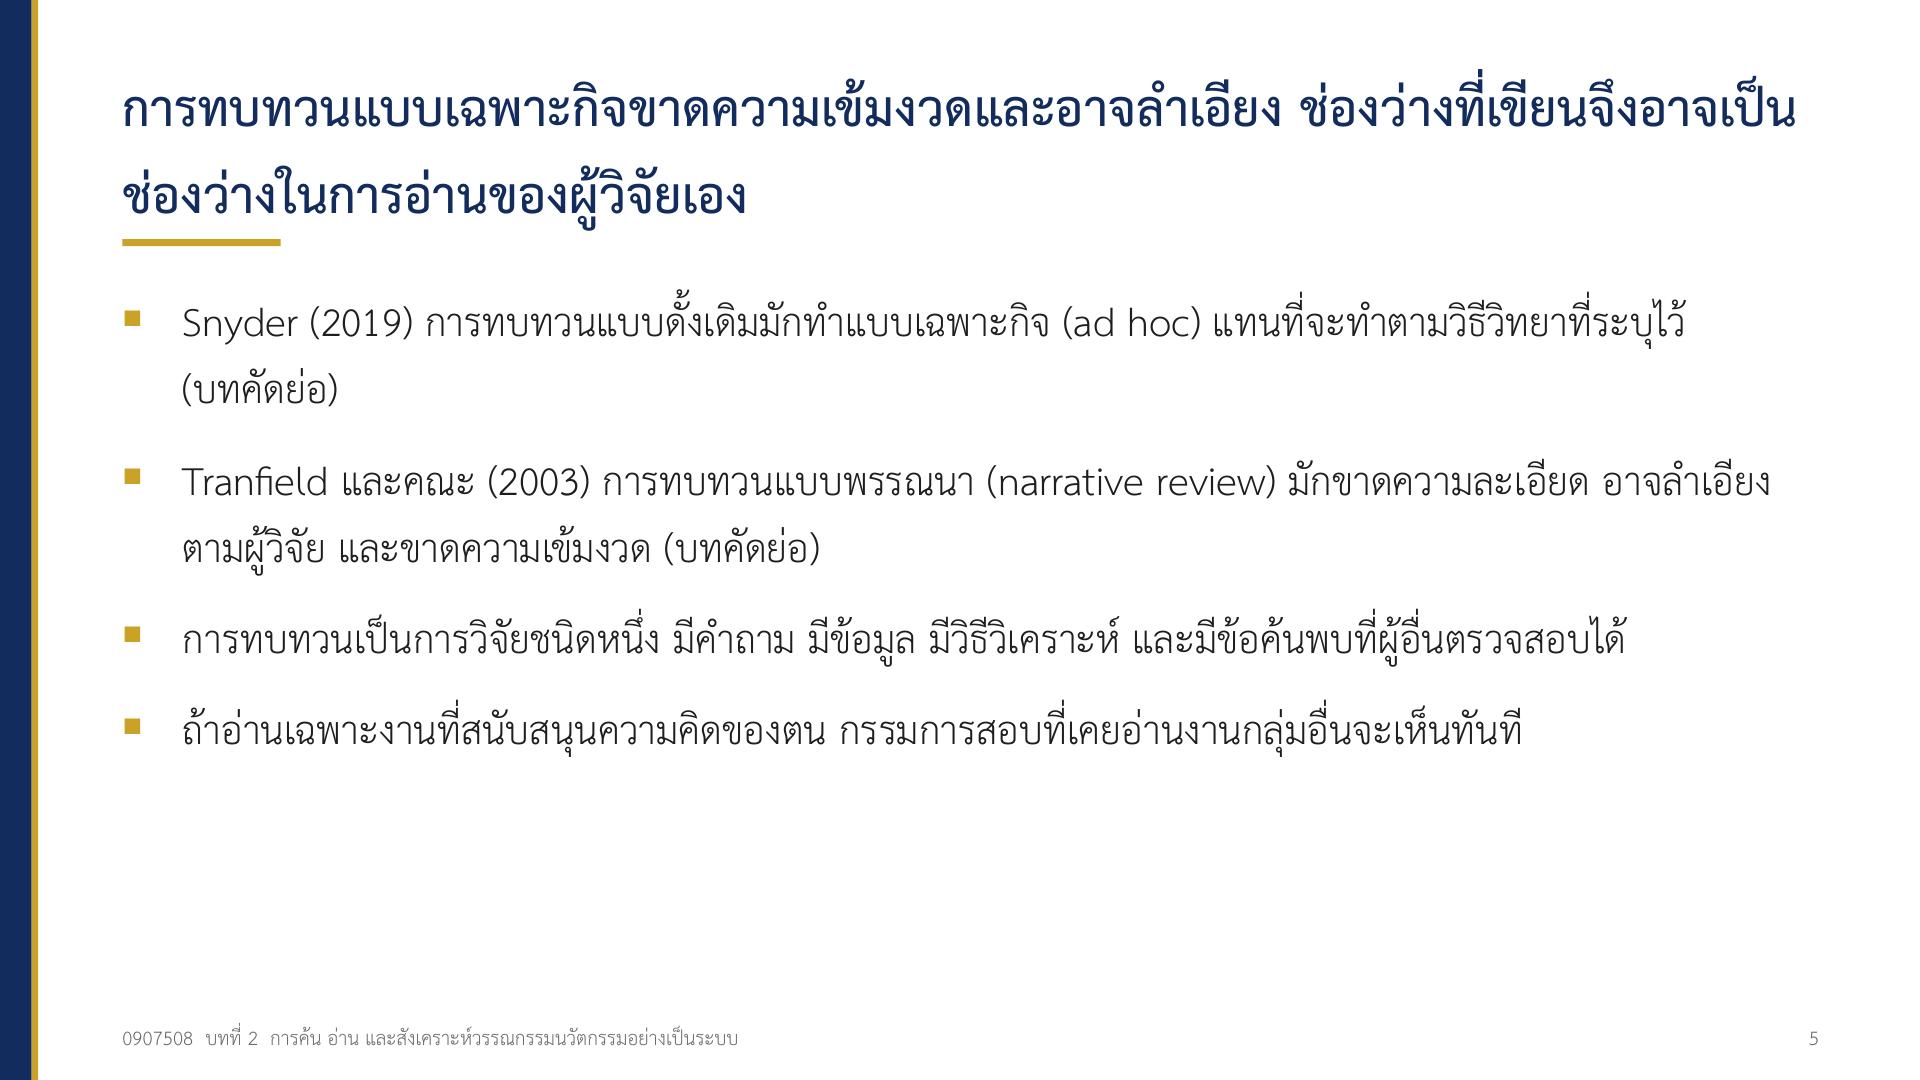 การทบทวนแบบเฉพาะกิจขาดความเข้มงวดและอาจลำเอียง ช่องว่างที่เขียนจึงอาจเป็น
ช่องว่างในการอ่านของผู้วิจัยเอง
▪ Snyder (2019) การทบทวนแบบดั้งเดิมมักทำแบบเฉพาะกิจ (ad hoc) แทนที่จะทำตามวิธีวิทยาที่ระบุไว้
(บทคัดย่อ)
▪ Tranfield และคณะ (2003) การทบทวนแบบพรรณนา (narrative review) มักขาดความละเอียด อาจลำเอียง
ตามผู้วิจัย และขาดความเข้มงวด (บทคัดย่อ)
▪ การทบทวนเป็นการวิจัยชนิดหนึ่ง มีคำถาม มีข้อมูล มีวิธีวิเคราะห์ และมีข้อค้นพบที่ผู้อื่นตรวจสอบได้
▪ ถ้าอ่านเฉพาะงานที่สนับสนุนความคิดของตน กรรมการสอบที่เคยอ่านงานกลุ่มอื่นจะเห็นทันที
0907508 บทที่ 2 การค้น อ่าน และสังเคราะห์วรรณกรรมนวัตกรรมอย่างเป็นระบบ
5